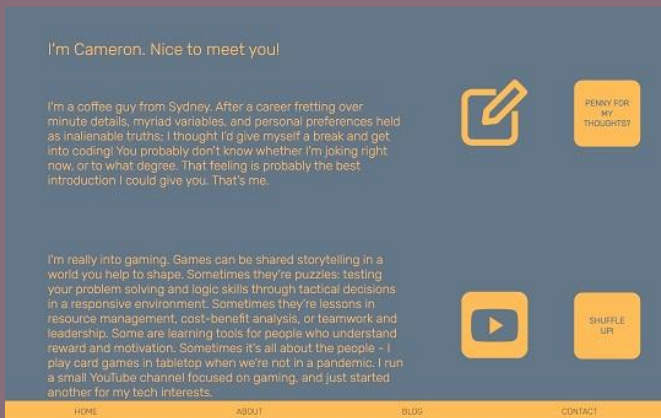 I'm Cameron. Nice to meet you!
I'm a coffee guy from Sydney. After a career fretting over
minute details, myriad variables, and personal preferences held
as inalienable truths; I thought I'd give myself a break and get
into coding! You probably don't know whether I'm joking right
now, or to what degree. That feeling is probably the best
introduction I could give you. That's me.
PENNY FOR
MY
THOUGHTS?
I'm really into gaming. Games can be shared storytelling in a
world you help to shape. Sometimes they're puzzles: testing
your problem solving and logic skills through tactical decisions
in a responsive environment. Sometimes they're lessons in
resource management, cost-benefit analysis, or teamwork and
leadership. Some are learning tools for people who understand
reward and motivation. Sometimes it's all about the people - I
play card games in tabletop when we're not in a pandemic. I run
a small YouTube channel focused on gaming, and just started
another for my tech interests.
SHUFFLE
UP!
HOME ABOUT BLOG CONTACT